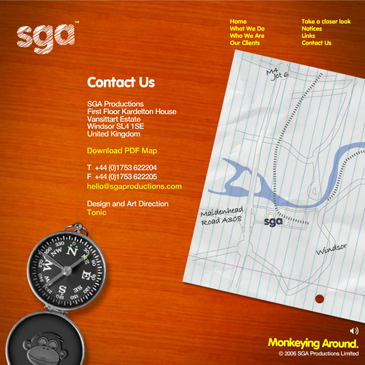 sga™
Home
What We Do
Who We Are
Our Clients
Take a closer look
Notices
Links
Contact Us
Contact Us
SGA Productions
First Floor Kardelton House
Vansittart Estate
Windsor SL4 1SE
United Kingdom
Download PDF Map
T +44 (0)1753 622204
F +44 (0)1753 622205
hello@sgaproductions.com
Design and Art Direction
Tonic
M4
Jct 6
Maidenhead
Road A308
sga
Windsor
N
NW
W
SE
S
E
Monkeying Around.
© 2006 SGA Productions Limited